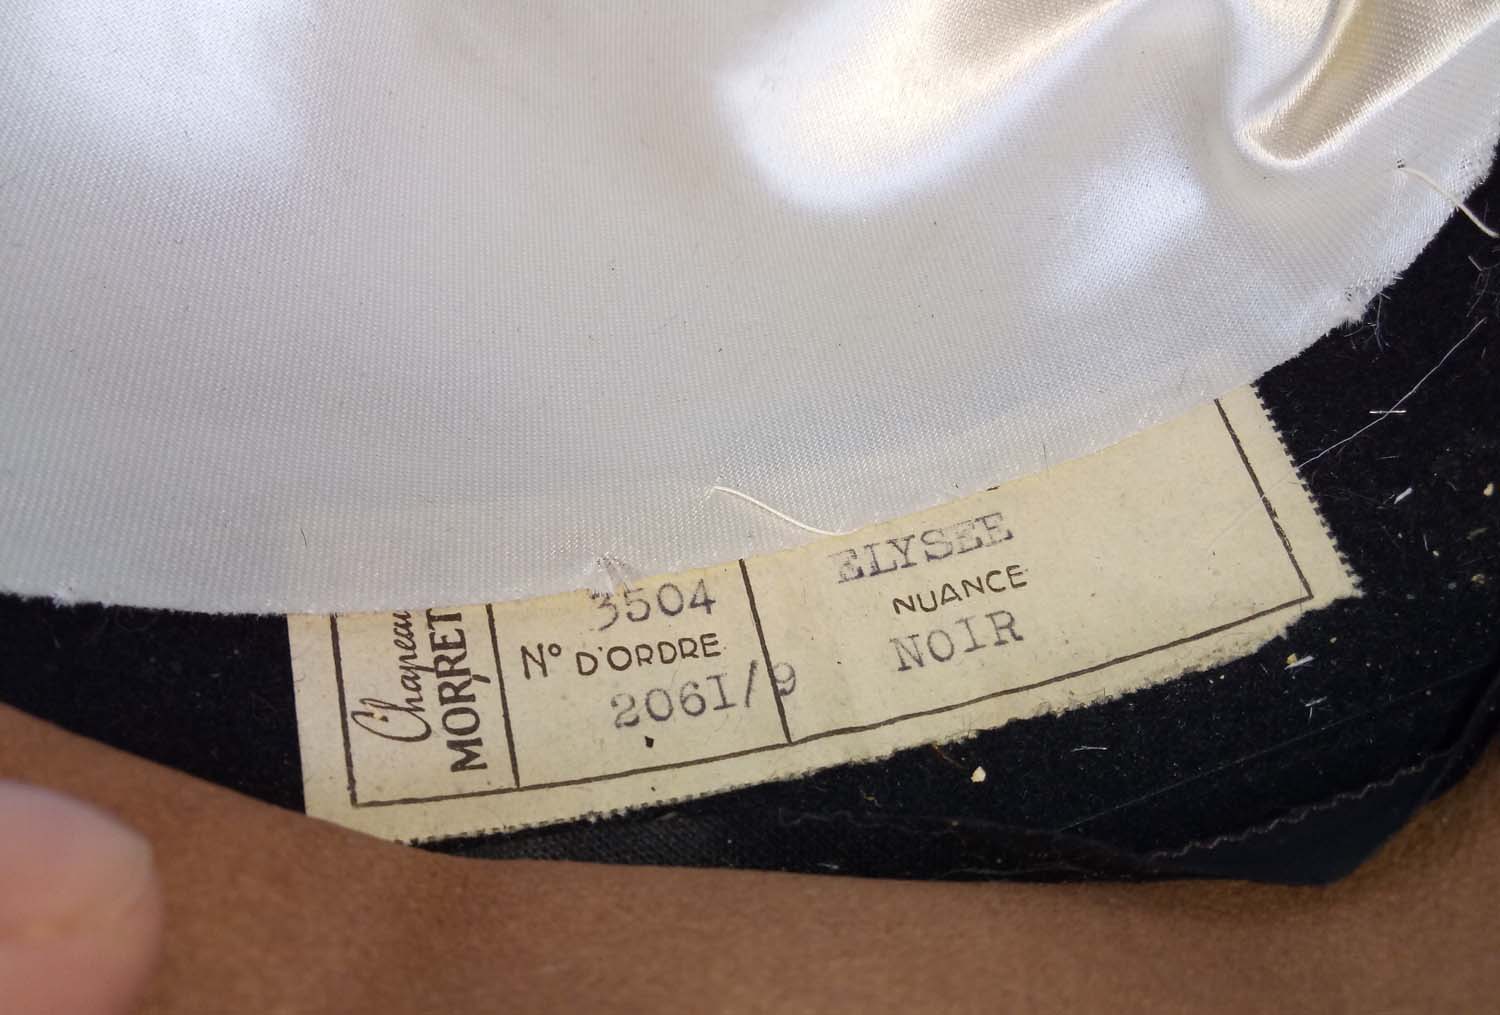 Chapeau
MORRET
3504
N° D'ORDRE
2061/9
ELYSEE
NUANCE
NOIR